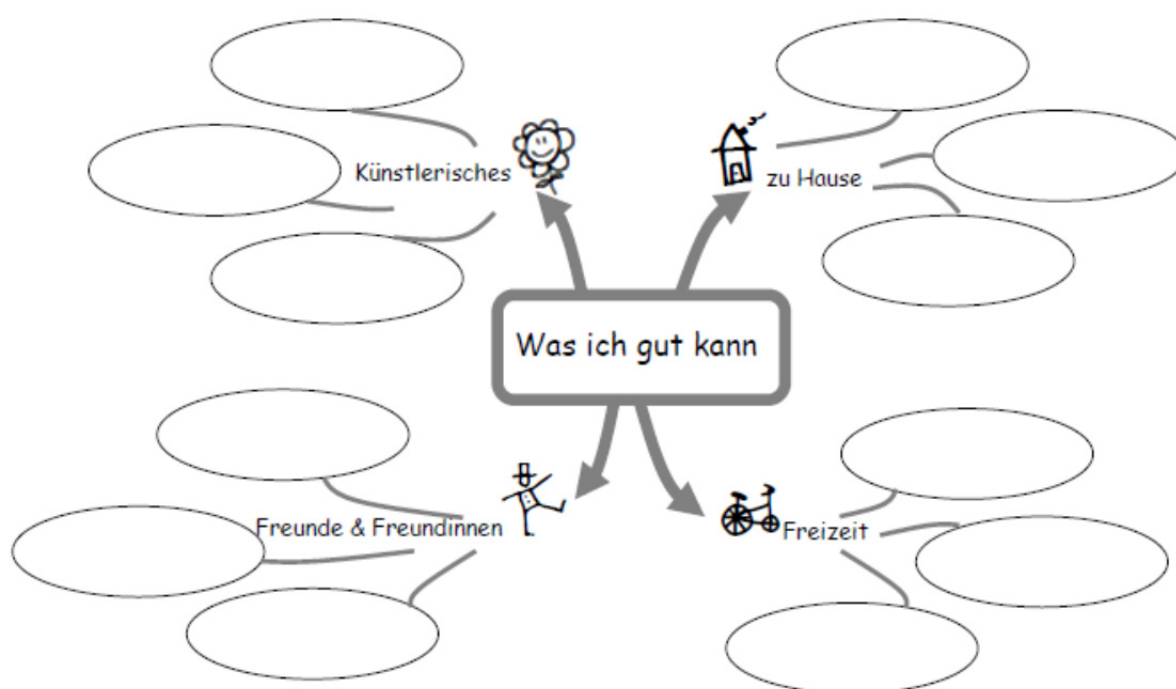 Künstlerisches
zu Hause
Was ich gut kann
Freunde & Freundinnen
Freizeit